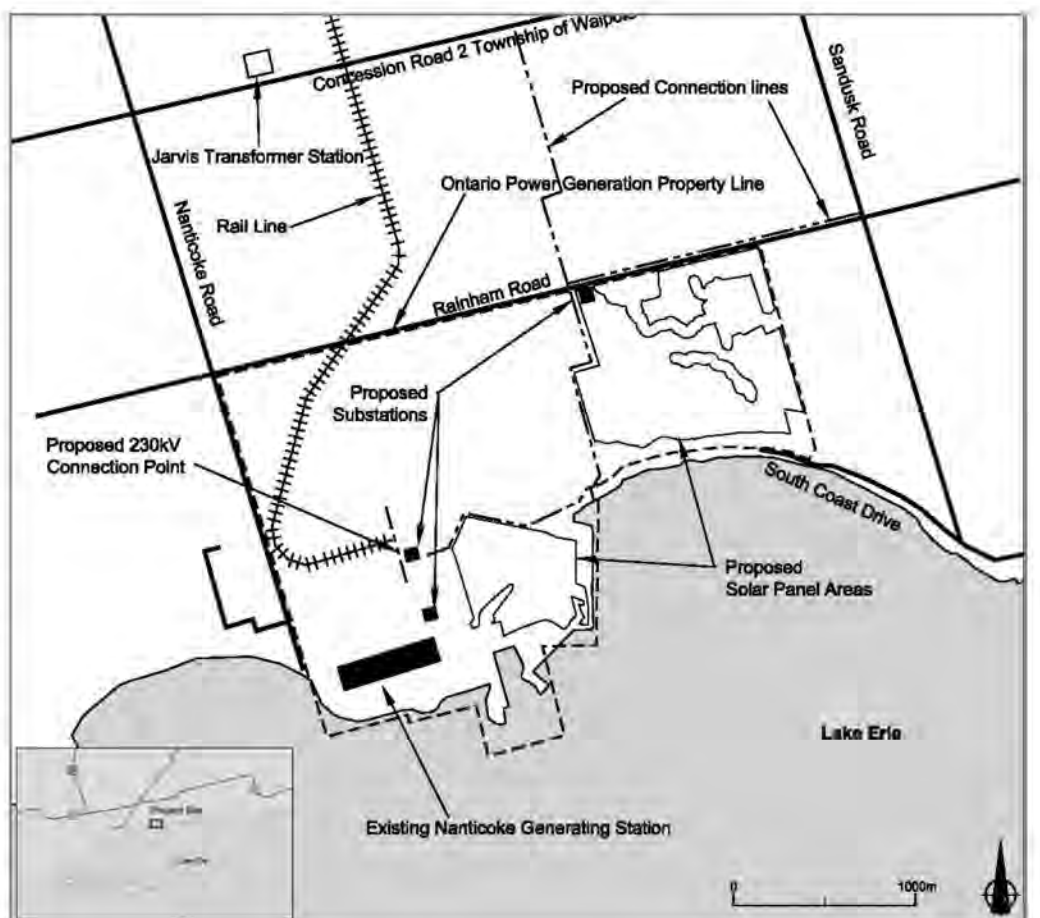 Concession Road 2 Township of Walpole
Proposed Connection lines
Sandusk Road
Jarvis Transformer Station
Ontario Power Generation Property Line
Nanticoke Road
Rail Line
Rainham Road
Proposed
Substations
Proposed 230kV
Connection Point
South Coast Drive
Proposed
Solar Panel Areas
Lake Erie
Project Site
Existing Nanticoke Generating Station
0
1000m